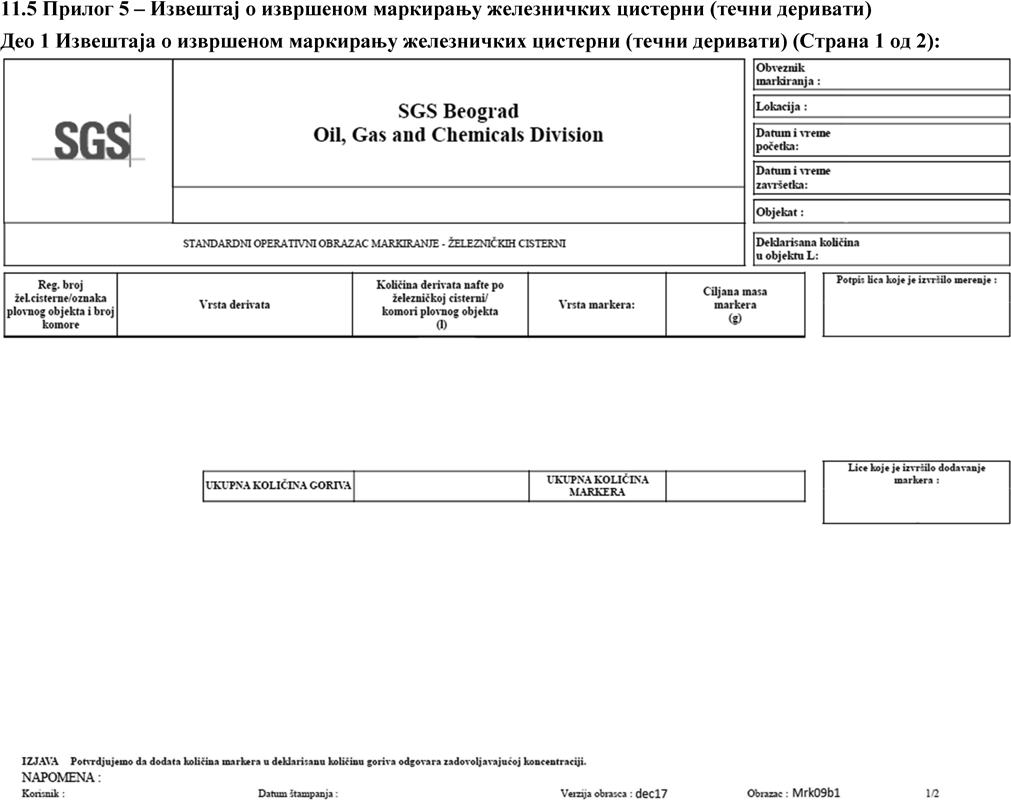 11.5 Прилог 5 – Извештај о извршеном маркирању железничких цистерни (течни деривати)
Део 1 Извештаја о извршеном маркирању железничких цистерни (течни деривати) (Страна 1 од 2):
SGS
SGS Beograd
Oil, Gas and Chemicals Division
STANDARDNI OPERATIVNI OBRAZAC MARKIRANJE - ŽELEZNIČKIH CISTERNI
Obveznik
markiranja :
Lokacija :
Datum i vreme
početka:
Datum i vreme
završetka:
Objekat :
Deklarisana količina
u objektu L:
Reg. broj
žel.cisterne/oznaka
plovnog objekta i broj
komore
Vrsta derivata
Količina derivata nafte po
železničkoj cisterni/
komori plovnog objekta
(l)
Vrsta markera:
Ciljana masa
markera
(g)
Potpis lica koje je izvršilo merenje :
UKUPNA KOLIČINA GORIVA
UKUPNA KOLIČINA
MARKERA
Lice koje je izvršilo dodavanje
markera :
IZJAVA Potvrdjujemo da dodata količina markera u deklarisanu količinu goriva odgovara zadovoljavajućoj koncentraciji.
NAPOMENA :
Korisnik : Datum štampanja : Verzija obrasca : dec17 Obrazac : Mrk09b1 1/2